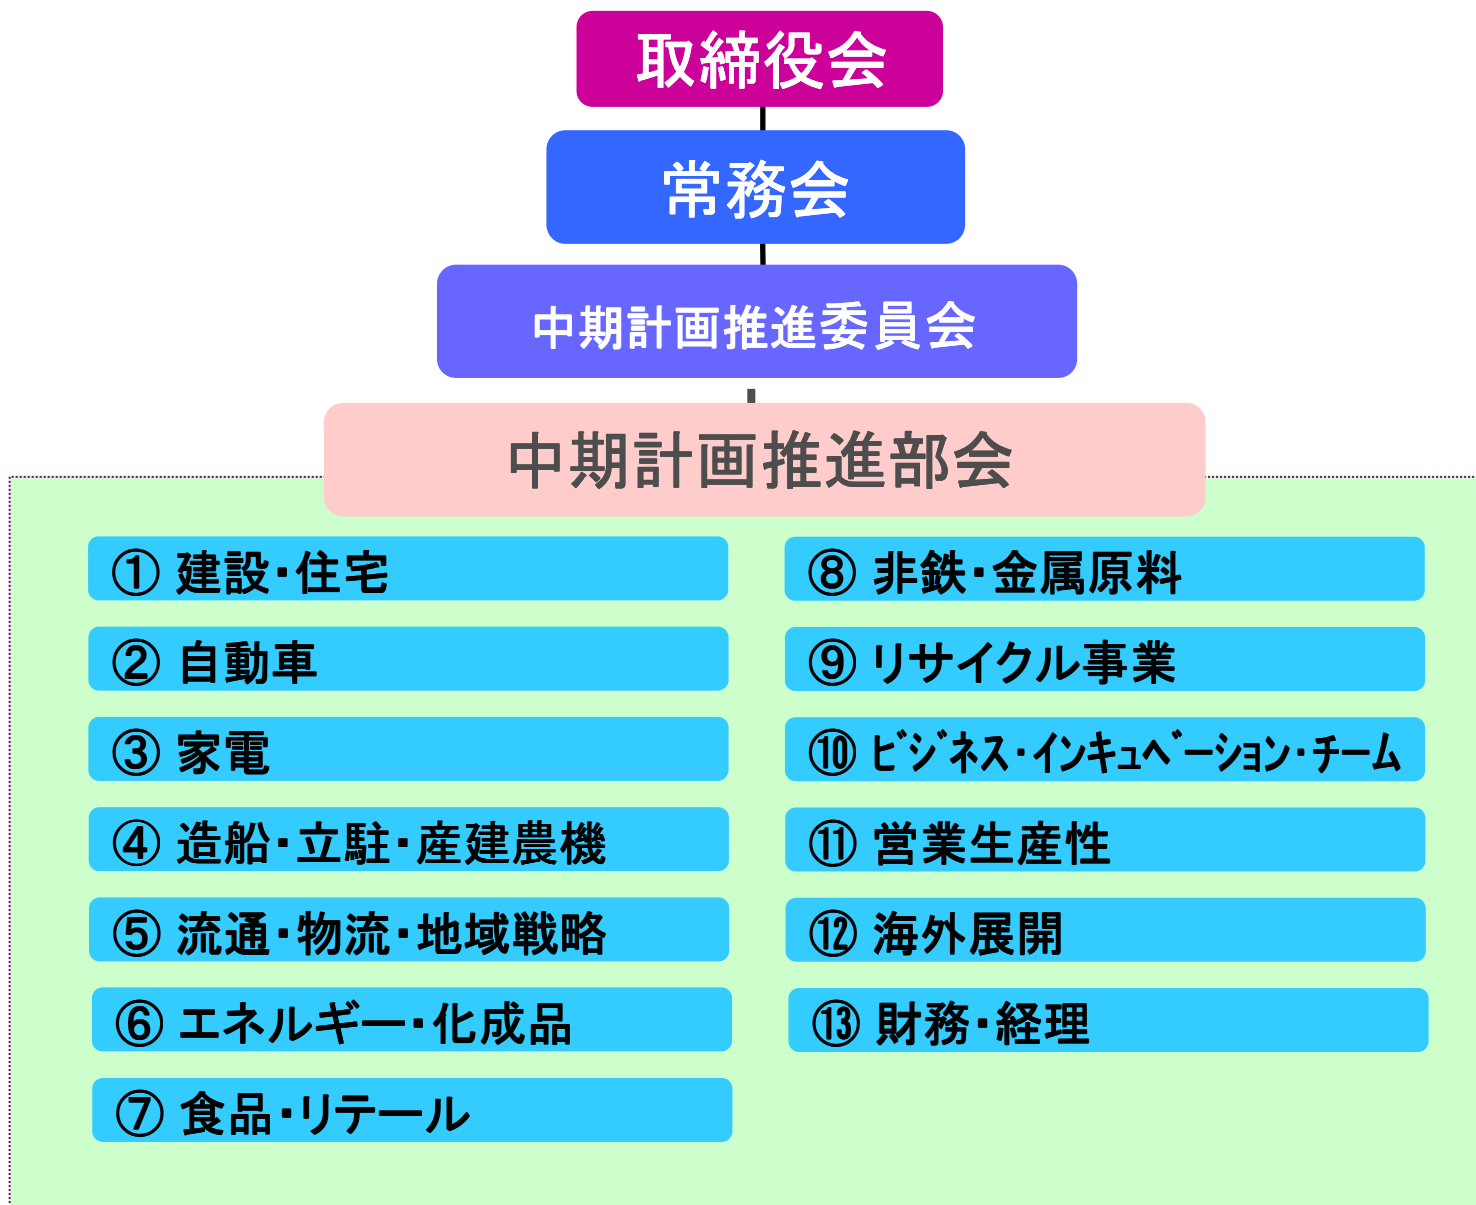 取締役会
常務会
中期計画推進委員会
中期計画推進部会
① 建設・住宅
② 自動車
③ 家電
④ 造船・立駐・産建農機
⑤ 流通・物流・地域戦略
⑥ エネルギー・化成品
⑦ 食品・リテール
⑧ 非鉄・金属原料
⑨ リサイクル事業
⑩ ﾋﾞｼﾞﾈｽ・ｲﾝｷｭﾍﾞｰｼｮﾝ・ﾁｰﾑ
⑪ 営業生産性
⑫ 海外展開
⑬ 財務・経理